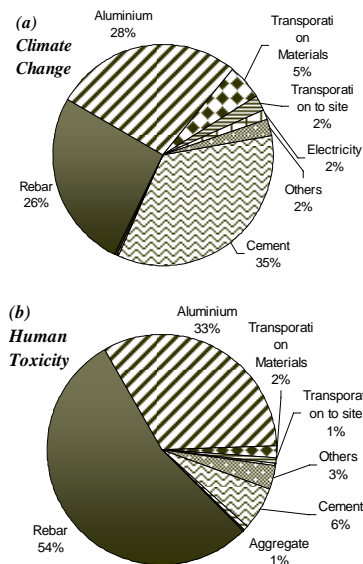 (a)
Climate
Change
Aluminium
28%
Transporati
on
Materials
5%
Transporati
on to site
2%
Electricity
2%
Others
2%
Cement
35%
Rebar
26%
(b)
Human
Toxicity
Aluminium
33%
Transporati
on
Materials
2%
Transporati
on to site
1%
Others
3%
Cement
6%
Aggregate
1%
Rebar
54%